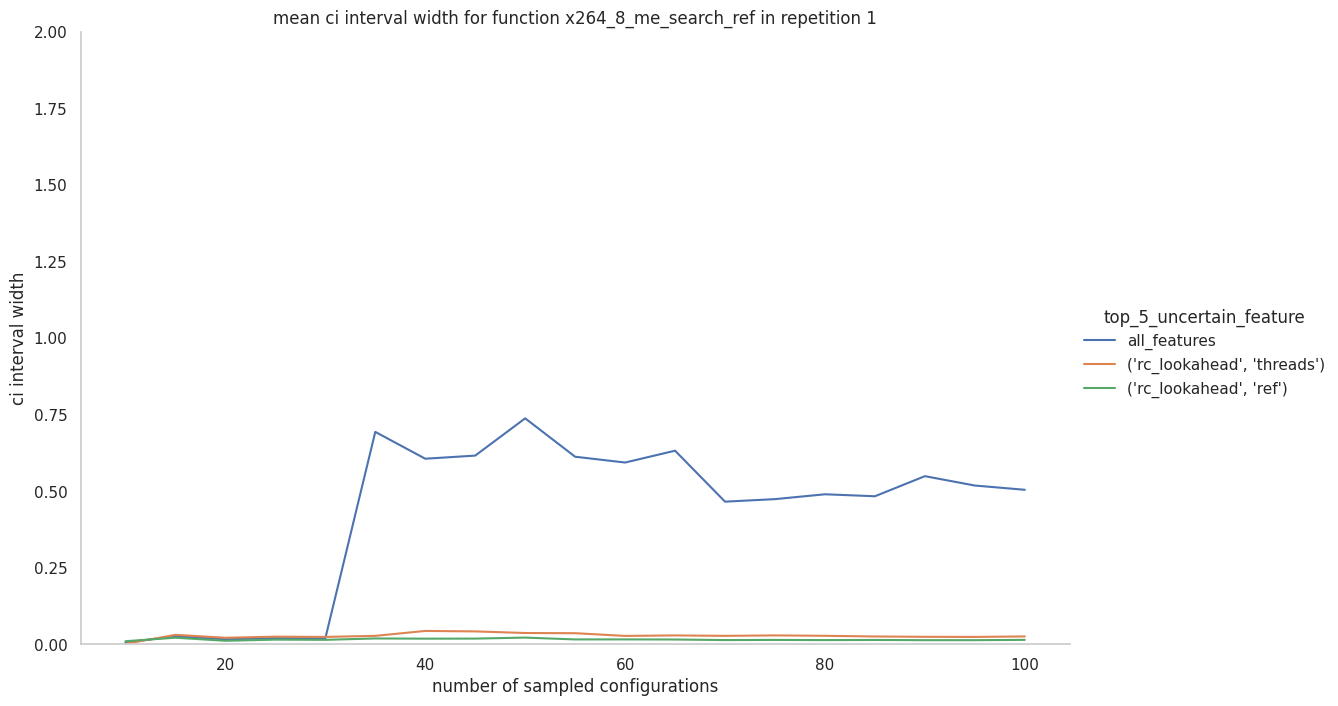 mean ci interval width for function x264_8_me_search_ref in repetition 1
2.00
1.75
1.50
1.25
1.00
0.75
0.50
0.25
0.00
ci interval width
20
40
60
80
100
number of sampled configurations
top_5_uncertain_feature
all_features
('rc_lookahead', 'threads')
('rc_lookahead', 'ref')